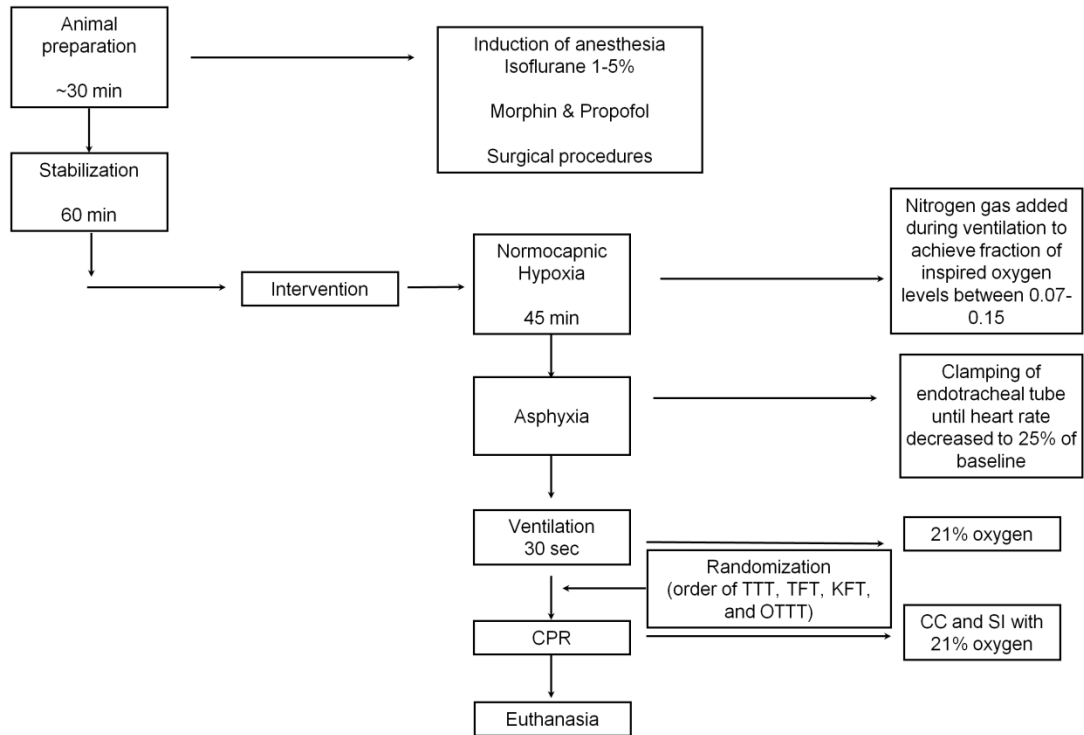 Animal
preparation
~30 min
Induction of anesthesia
Isoflurane 1-5%
Morphin & Propofol
Surgical procedures
Stabilization
60 min
Intervention
Normocapnic
Hypoxia
45 min
Nitrogen gas added
during ventilation to
achieve fraction of
inspired oxygen
levels between 0.07-
0.15
Asphyxia
Clamping of
endotracheal tube
until heart rate
decreased to 25% of
baseline
Ventilation
30 sec
21% oxygen
Randomization
(order of TTT, TFT, KFT,
and OTTT)
CPR
CC and SI with
21% oxygen
Euthanasia